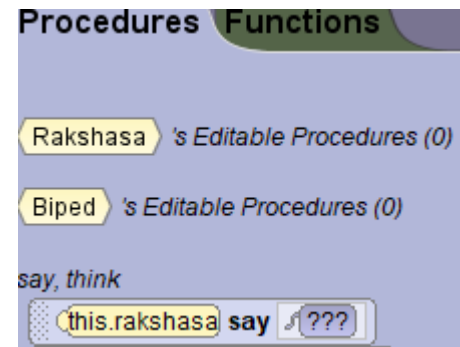 Procedures Functions
Rakshasa 's Editable Procedures (0)
Biped 's Editable Procedures (0)
say, think
this.rakshasa say ???